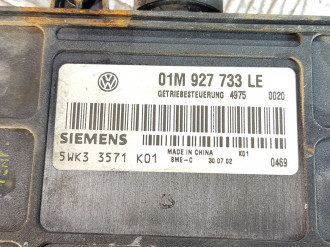 01M 927 733 LE
GETRIEBESTEUERUNG 4975 0020
SIEMENS
5WK3 3571 K01
MADE IN CHINA K01
SME-C 30.07.02 0469